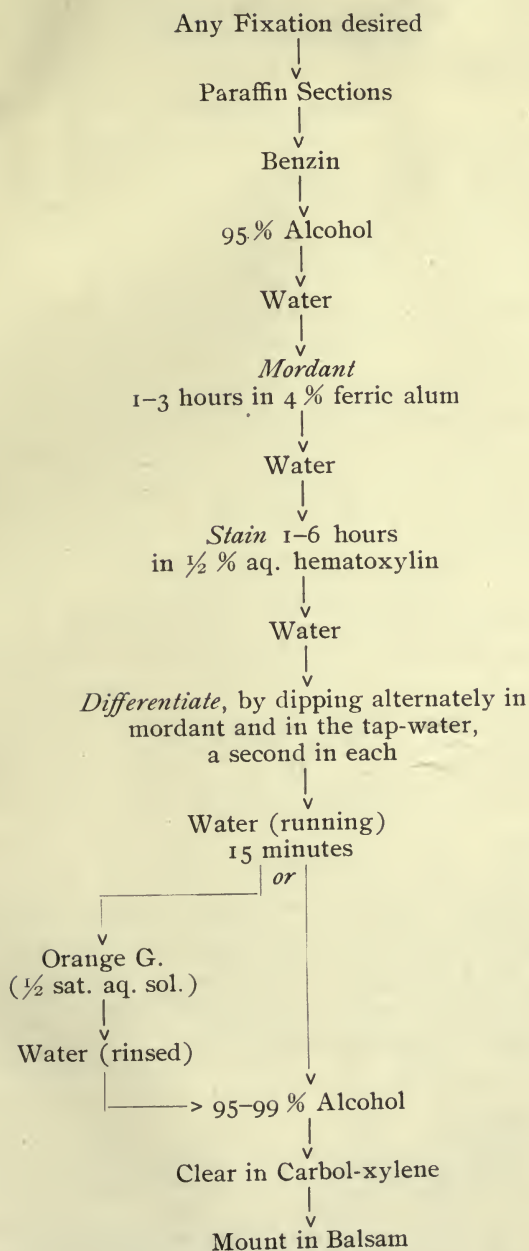 Any Fixation desired
Paraffin Sections
Benzin
95 % Alcohol
Water
Mordant
1–3 hours in 4 % ferric alum
Water
Stain 1–6 hours
in ½ % aq. hematoxylin
Water
Differentiate, by dipping alternately in
mordant and in the tap-water,
a second in each
Water (running)
15 minutes
or
Orange G.
(½ sat. aq. sol.)
Water (rinsed)
95–99 % Alcohol
Clear in Carbol-xylene
Mount in Balsam